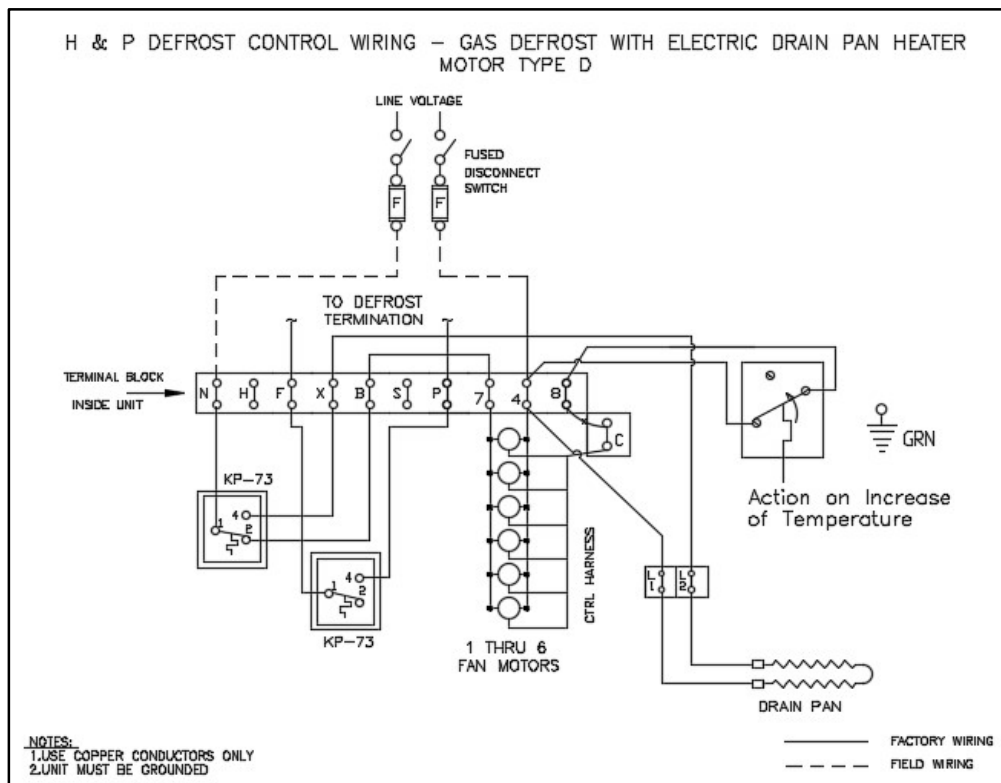 H & P DEFROST CONTROL WIRING – GAS DEFROST WITH ELECTRIC DRAIN PAN HEATER
MOTOR TYPE D
LINE VOLTAGE
FUSED
DISCONNECT
SWITCH
F
F
TO DEFROST
TERMINATION
TERMINAL BLOCK
INSIDE UNIT
N H F X B S P 7 4 8
C
GRN
KP-73
1
4
2
1
4
2
KP-73
Action on Increase
of Temperature
CTRL HARNESS
L1
L2
1 THRU 6
FAN MOTORS
DRAIN PAN
NOTES:
1.USE COPPER CONDUCTORS ONLY
2.UNIT MUST BE GROUNDED
FACTORY WIRING
FIELD WIRING